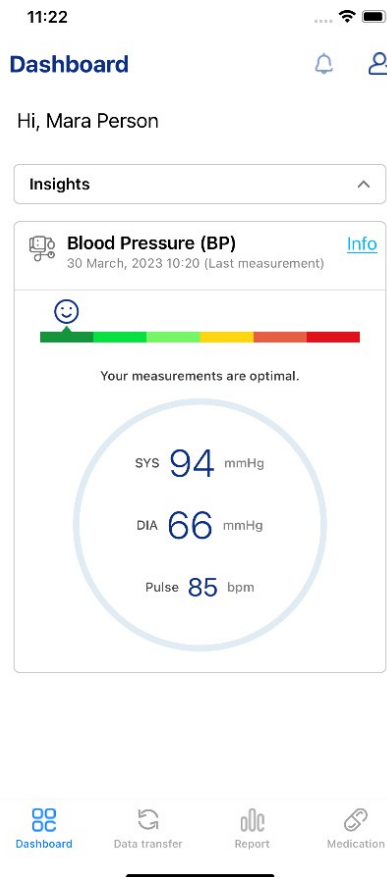 11:22
Dashboard
Hi, Mara Person
Insights
Blood Pressure (BP)
Info
30 March, 2023 10:20 (Last measurement)
Your measurements are optimal.
SYS 94 mmHg
DIA 66 mmHg
Pulse 85 bpm
Dashboard Data transfer Report Medication